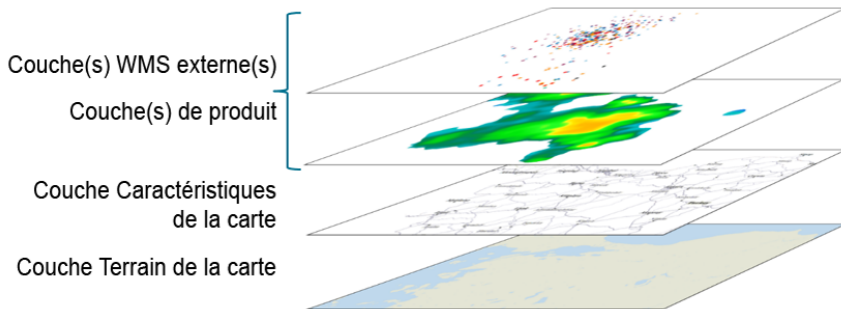 Couche(s) WMS externe(s)
Couche(s) de produit
Couche Caractéristiques
de la carte
Couche Terrain de la carte